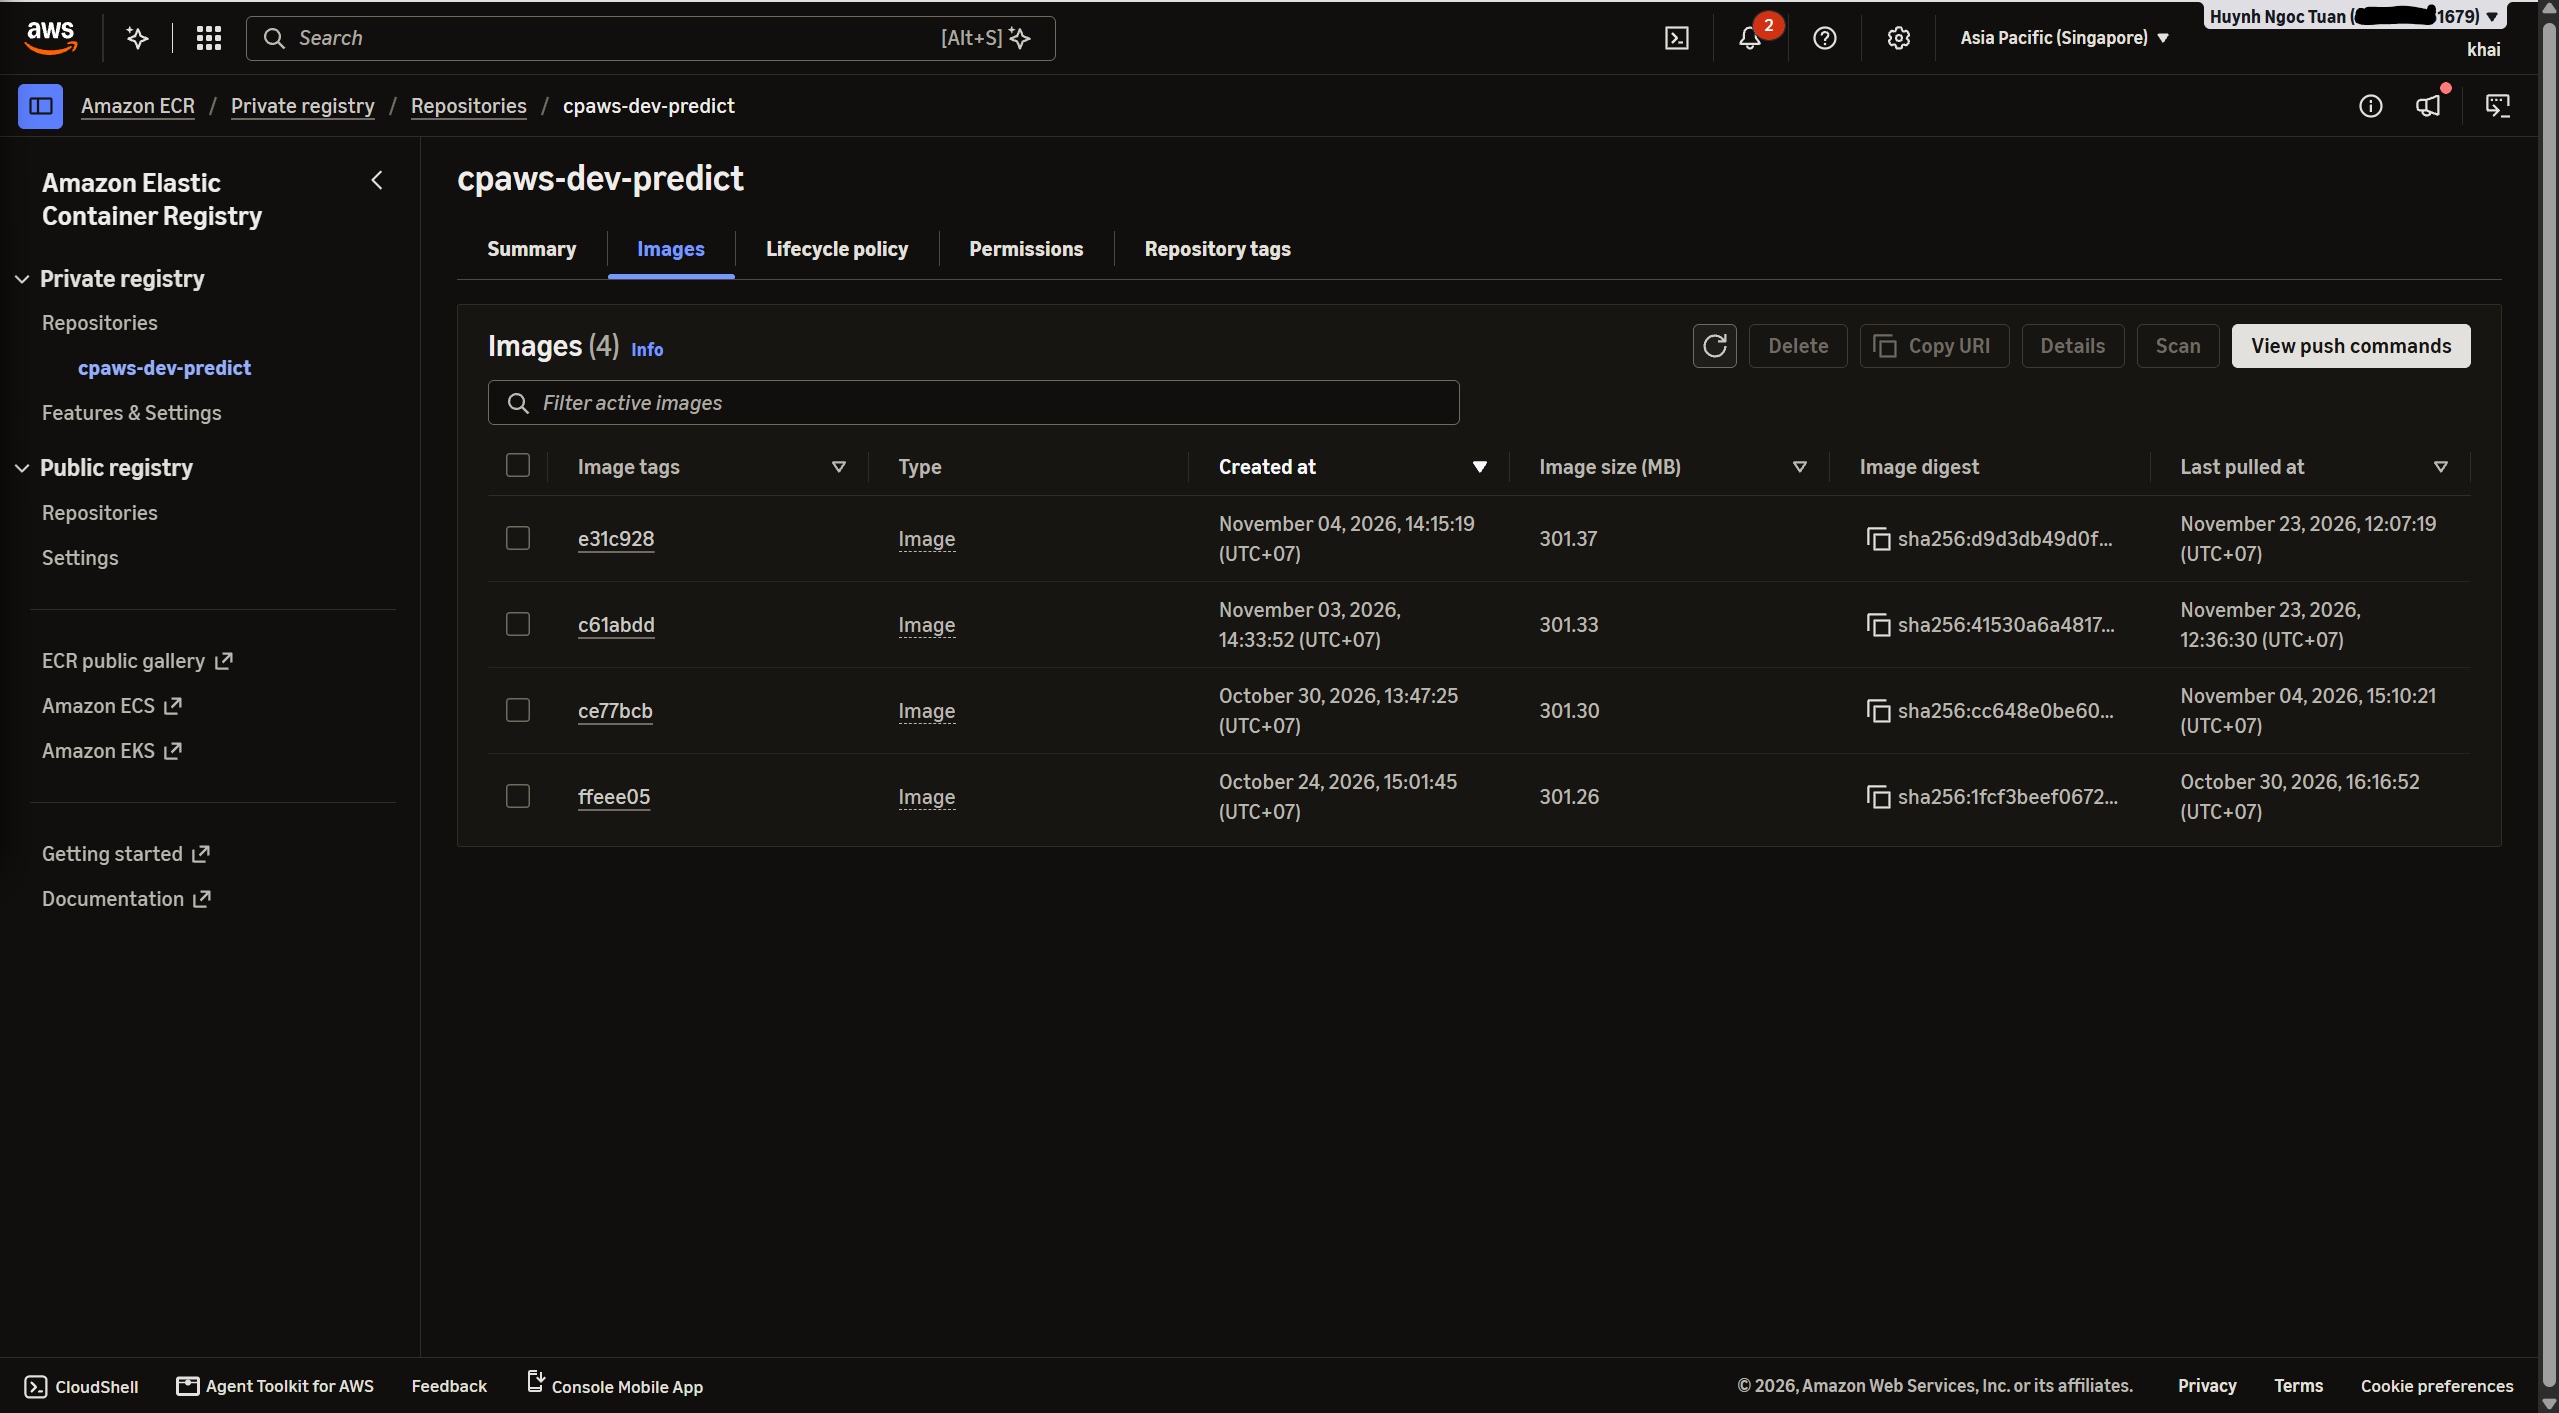 aws
Search
[Alt+S]
2
Asia Pacific (Singapore)
Huynh Ngoc Tuan (
1679)
khai
Amazon ECR / Private registry / Repositories / cpaws-dev-predict
Amazon Elastic
Container Registry
Private registry
Repositories
cpaws-dev-predict
Features & Settings
Public registry
Repositories
Settings
ECR public gallery
Amazon ECS
Amazon EKS
Getting started
Documentation
cpaws-dev-predict
Summary
Images
Lifecycle policy
Permissions
Repository tags
Images (4) Info
Delete
Copy URI
Details
Scan
View push commands
Filter active images
Image tags Type Created at Image size (MB) Image digest Last pulled at
e31c928 Image November 04, 2026, 14:15:19 (UTC+07) 301.37 sha256:d9d3db49d0f... November 23, 2026, 12:07:19 (UTC+07)
c61abdd Image November 03, 2026, 14:33:52 (UTC+07) 301.33 sha256:41530a6a4817... November 23, 2026, 12:36:30 (UTC+07)
ce77bcb Image October 30, 2026, 13:47:25 (UTC+07) 301.30 sha256:cc648e0be60... November 04, 2026, 15:10:21 (UTC+07)
ffeee05 Image October 24, 2026, 15:01:45 (UTC+07) 301.26 sha256:1fcf3beef0672... October 30, 2026, 16:16:52 (UTC+07)
CloudShell
Agent Toolkit for AWS
Feedback
Console Mobile App
© 2026, Amazon Web Services, Inc. or its affiliates.
Privacy
Terms
Cookie preferences